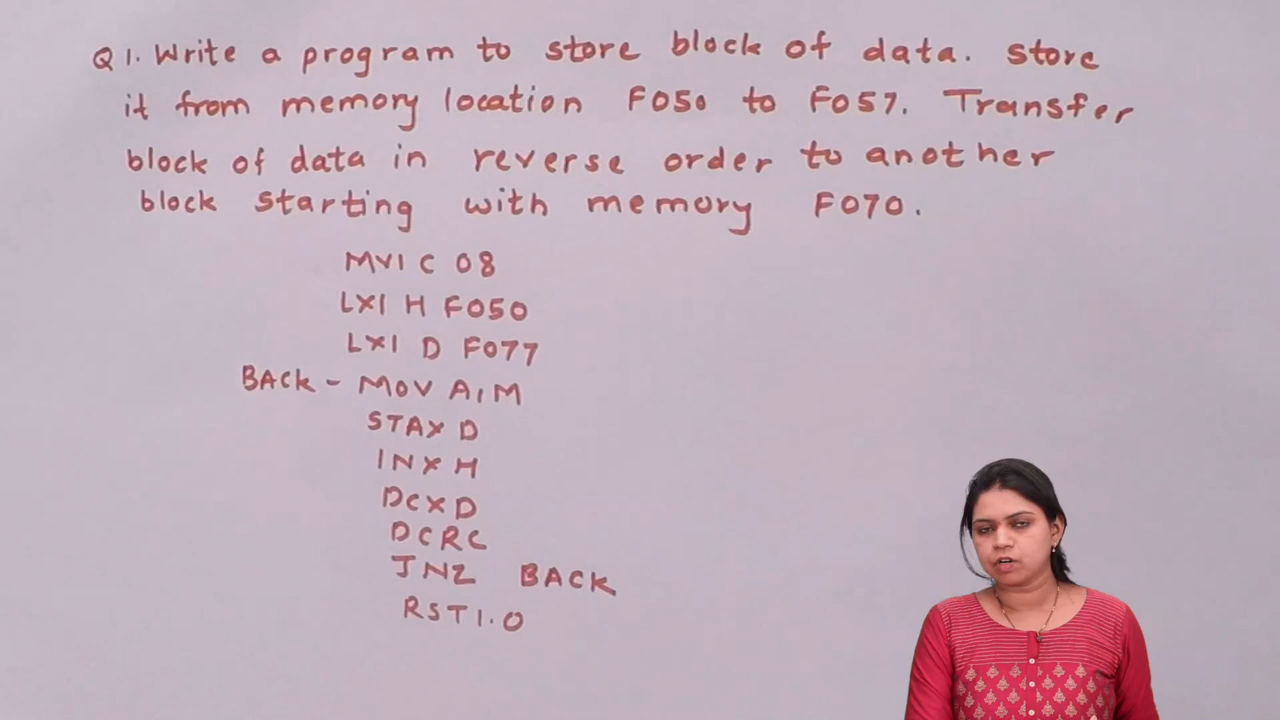 Q1. Write a program to store block of data. Store
it from memory location F050 to F057. Transfer
block of data in reverse order to another
block starting with memory F070.
MVI C 08
LXI H F050
LXI D F077
BACK - MOV A, M
STAX D
INX H
DCX D
DCR C
JNZ BACK
RST1.0